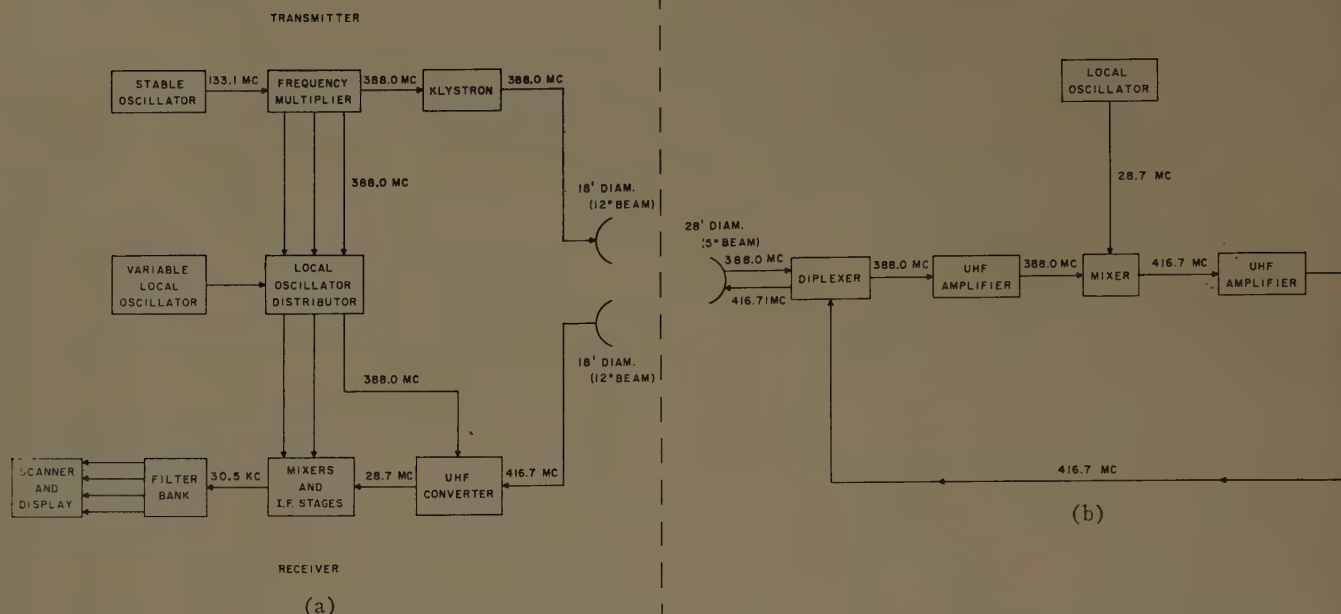 TRANSMITTER
STABLE
OSCILLATOR
133.1 MC
FREQUENCY
MULTIPLIER
388.0 MC
KLYSTRON
388.0 MC
388.0 MC
18' DIAM.
(12° BEAM)
VARIABLE
LOCAL
OSCILLATOR
LOCAL
OSCILLATOR
DISTRIBUTOR
18' DIAM.
(12° BEAM)
388.0 MC
SCANNER
AND
DISPLAY
FILTER
BANK
30.5 KC
MIXERS
AND
I.F. STAGES
28.7 MC
UHF
CONVERTER
416.7 MC
RECEIVER
(a)
LOCAL
OSCILLATOR
28.7 MC
28' DIAM.
(5° BEAM)
388.0 MC
416.7 MC
DIPLEXER
388.0 MC
UHF
AMPLIFIER
388.0 MC
MIXER
416.7 MC
UHF
AMPLIFIER
416.7 MC
(b)